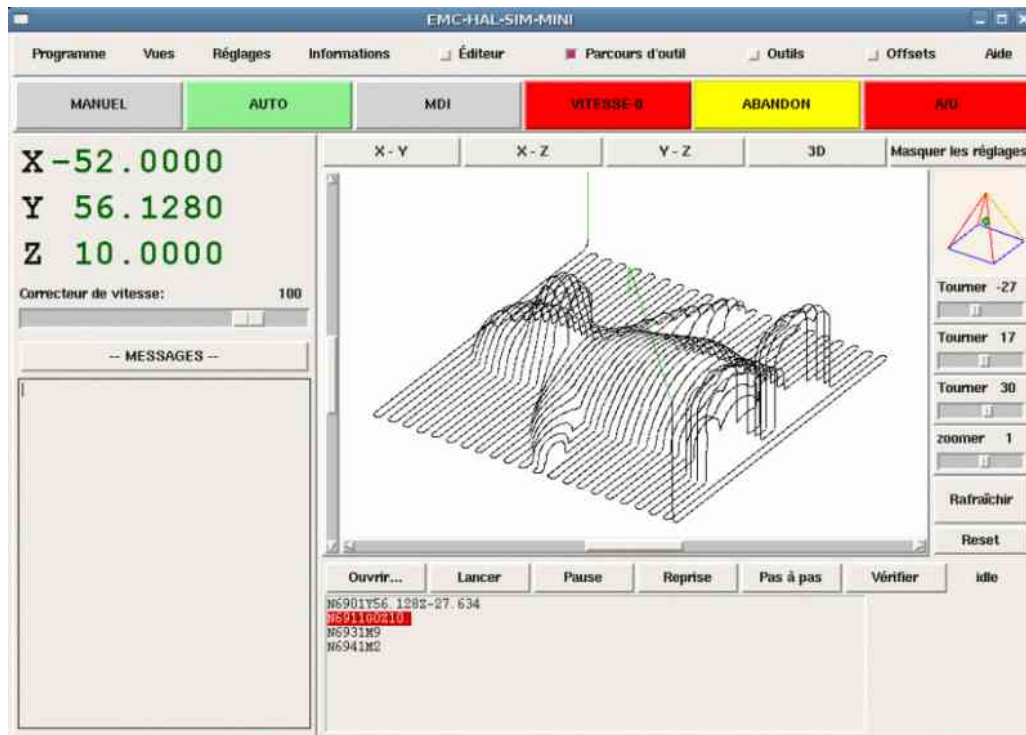 EMC-HAL-SIM-MINI
Programme Vues Réglages Informations Éditeur Parcours d'outil Outils Offsets Aide
MANUEL AUTO MDI VITESSE-0 ABANDON A/U
X-52.0000
Y 56.1280
Z 10.0000
Correcteur de vitesse: 100
-- MESSAGES --
X - Y X - Z Y - Z 3D Masquer les réglages
Tourner -27
Tourner 17
Tourner 30
zoomer 1
Rafraîchir
Reset
Ouvrir... Lancer Pause Reprise Pas à pas Vérifier idle
N6901Y56.128Z-27.634
N6911G0Z10
N6931M9
N6941M2